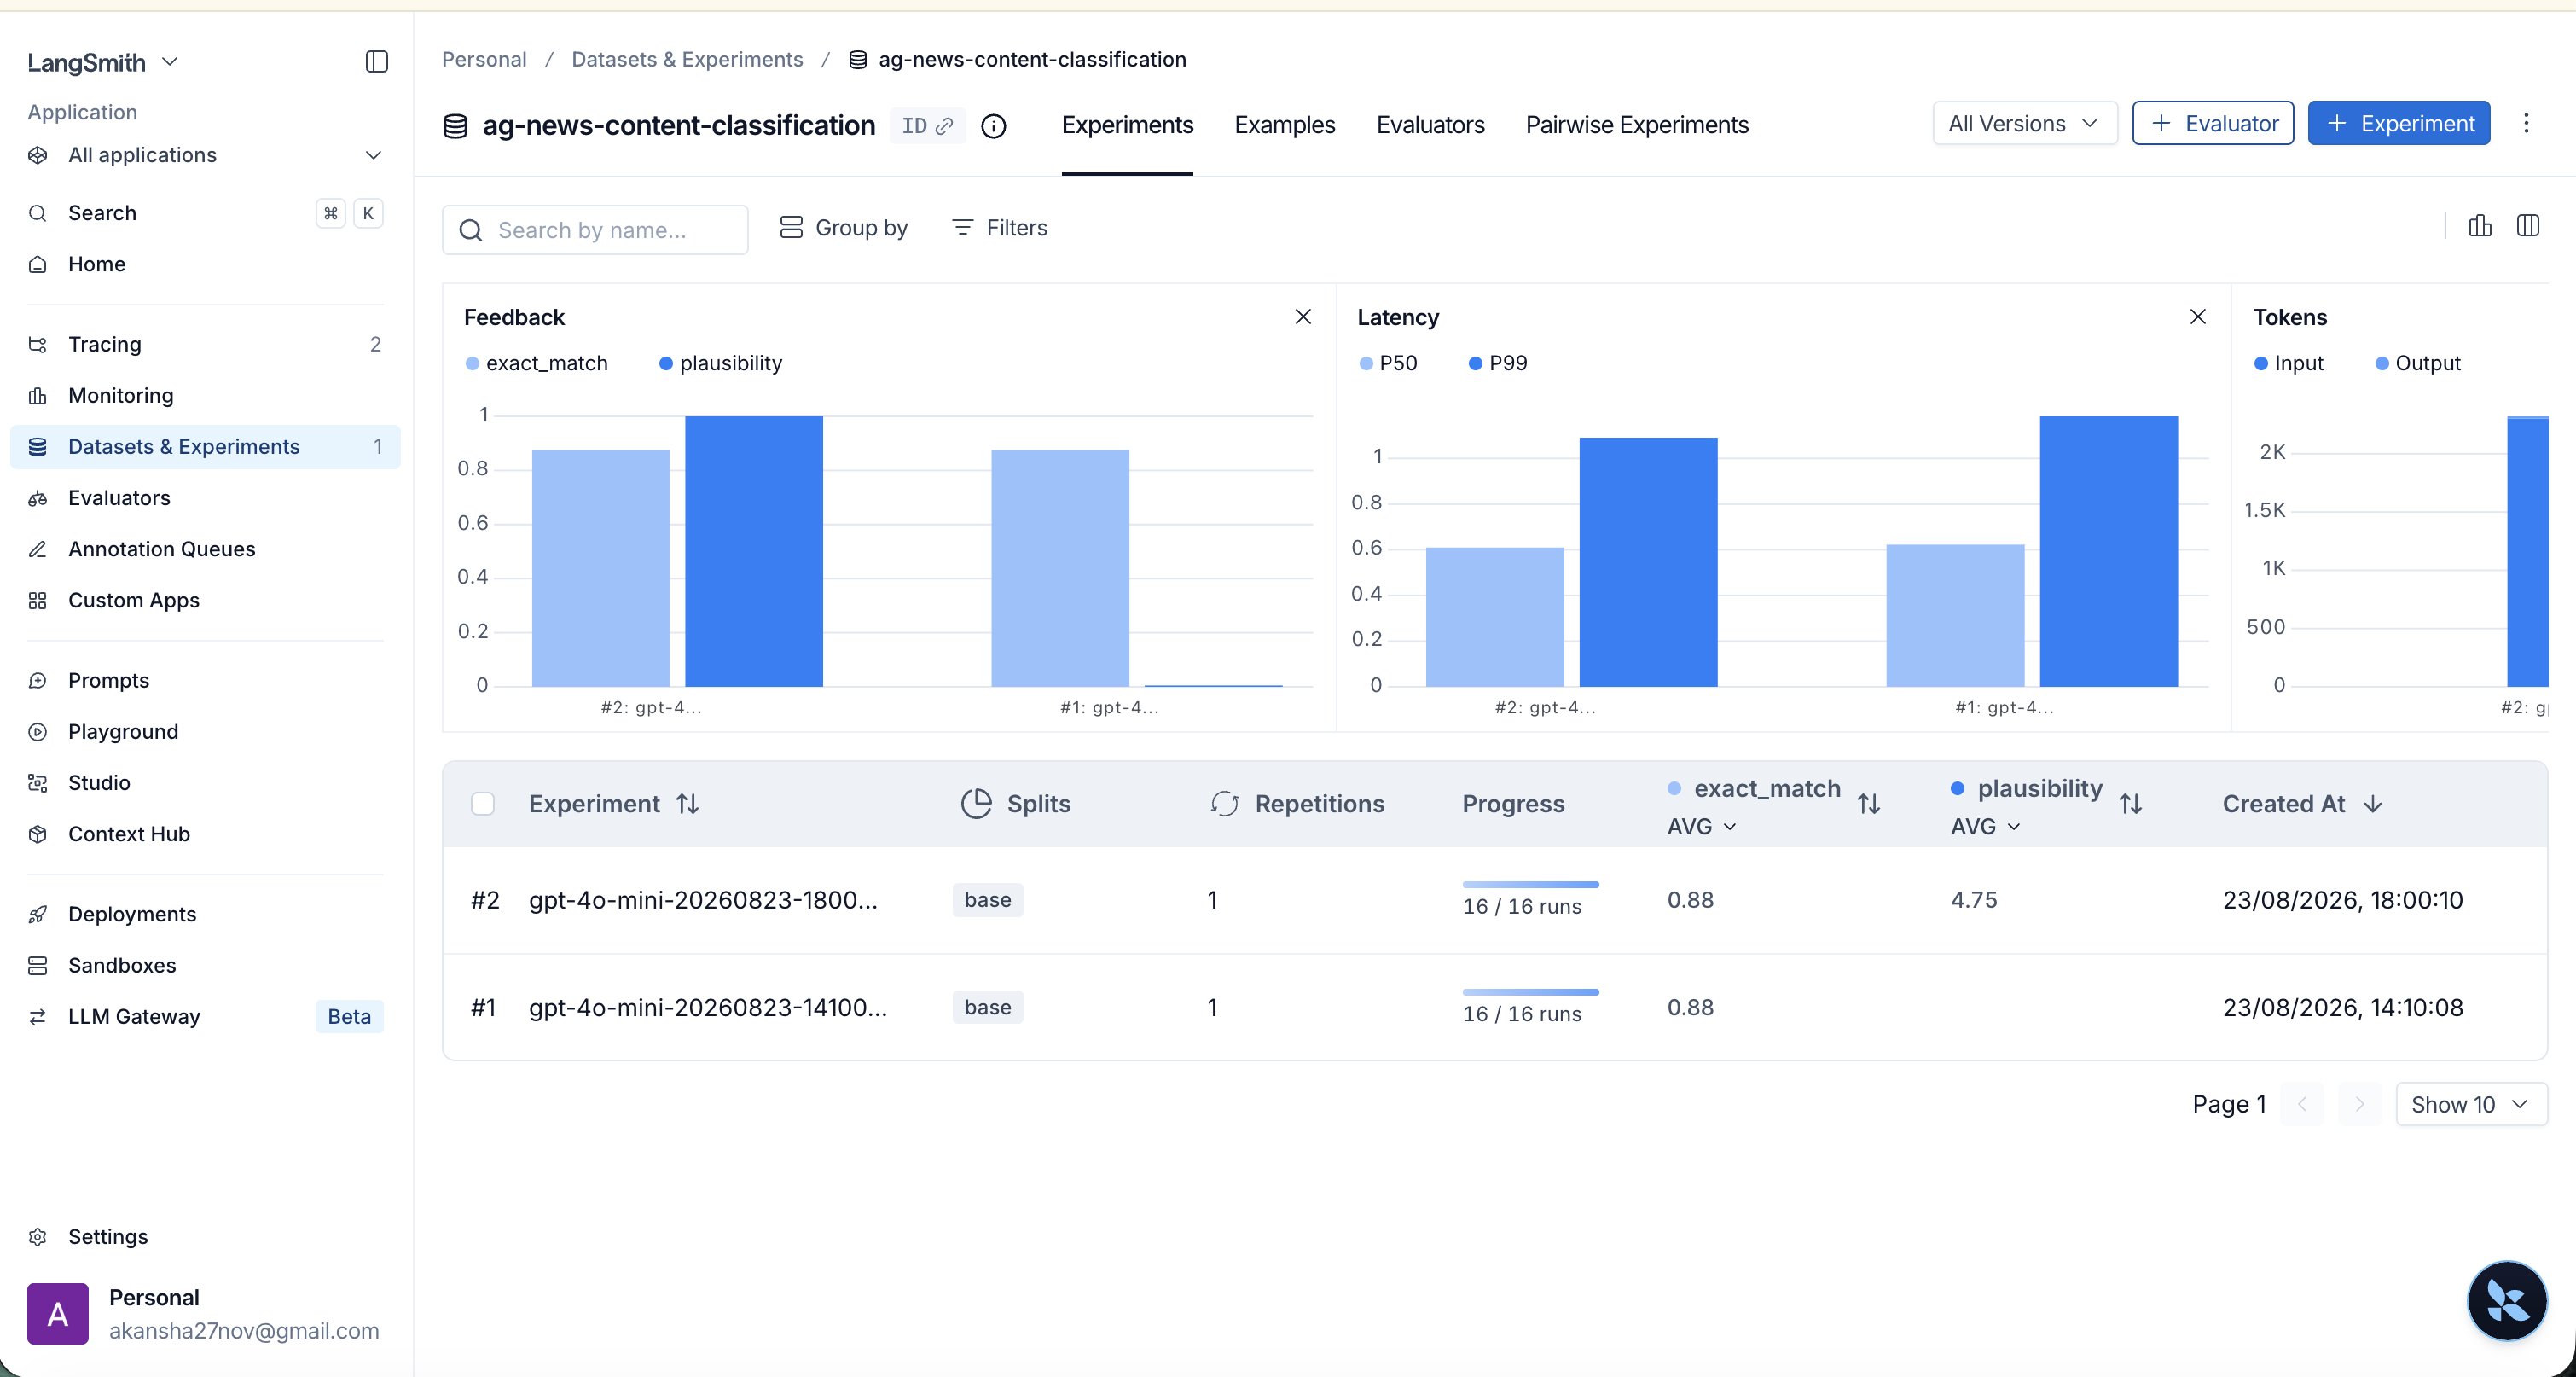 LangSmith
Application
All applications
Search ⌘ K
Home
Tracing 2
Monitoring
Datasets & Experiments 1
Evaluators
Annotation Queues
Custom Apps
Prompts
Playground
Studio
Context Hub
Deployments
Sandboxes
LLM Gateway Beta
Settings
A
Personal
akansha27nov@gmail.com
Personal / Datasets & Experiments / ag-news-content-classification
ag-news-content-classification ID Experiments Examples Evaluators Pairwise Experiments All Versions + Evaluator + Experiment
Search by name... Group by Filters
Feedback
exact_match plausibility
1
0.8
0.6
0.4
0.2
0
#2: gpt-4... #1: gpt-4...
Latency
P50 P99
1
0.8
0.6
0.4
0.2
0
#2: gpt-4... #1: gpt-4...
Tokens
Input Output
2K
1.5K
1K
500
0
#2: g
Experiment Splits Repetitions Progress exact_match AVG plausibility AVG Created At
#2 gpt-4o-mini-20260823-1800... base 1 16 / 16 runs 0.88 4.75 23/08/2026, 18:00:10
#1 gpt-4o-mini-20260823-14100... base 1 16 / 16 runs 0.88 23/08/2026, 14:10:08
Page 1 Show 10